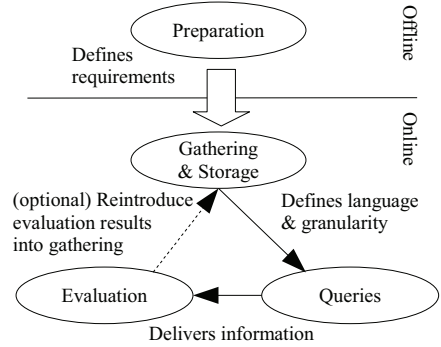 Preparation
Offline
Defines
requirements
Online
Gathering
& Storage
(optional) Reintroduce
evaluation results
into gathering
Defines language
& granularity
Evaluation
Queries
Delivers information